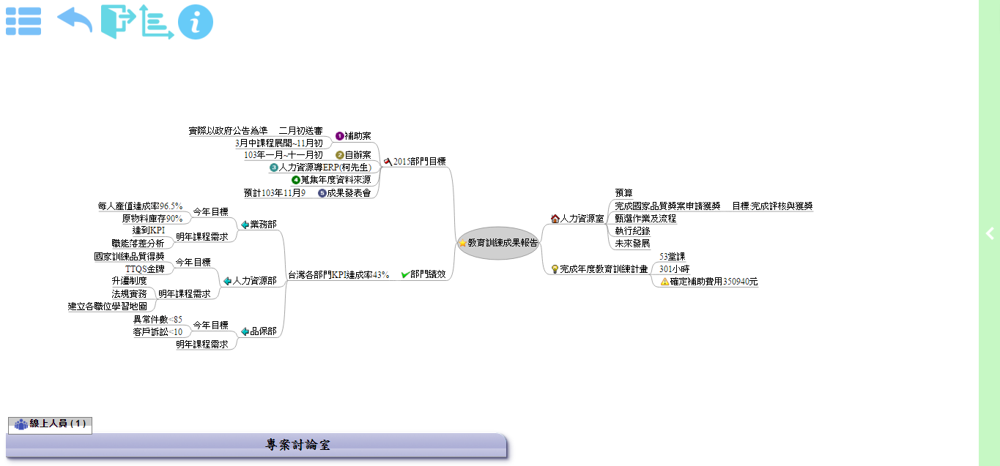 教育訓練成果報告
2015部門目標
補助案
二月初送審
實際以政府公告為準
3月中課程展開~11月初
自辦案
103年一月~十一月初
人力資源導ERP(柯先生)
蒐集年度資料來源
成果發表會
預計103年11月9
部門績效
台灣各部門KPI達成率43%
業務部
今年目標
每人產值達成率96.5%
原物料庫存90%
明年課程需求
達到KPI
職能落差分析
人力資源部
今年目標
國家訓練品質得獎
TTQS金牌
明年課程需求
升遷制度
法規實務
建立各職位學習地圖
品保部
今年目標
異常件數<85
客戶訴訟<10
明年課程需求
人力資源室
預算
完成國家品質獎案申請獲獎
目標:完成評核與獲獎
甄選作業及流程
執行紀錄
未來發展
完成年度教育訓練計畫
53堂課
301小時
確定補助費用350940元
線上人員 ( 1 )
專案討論室